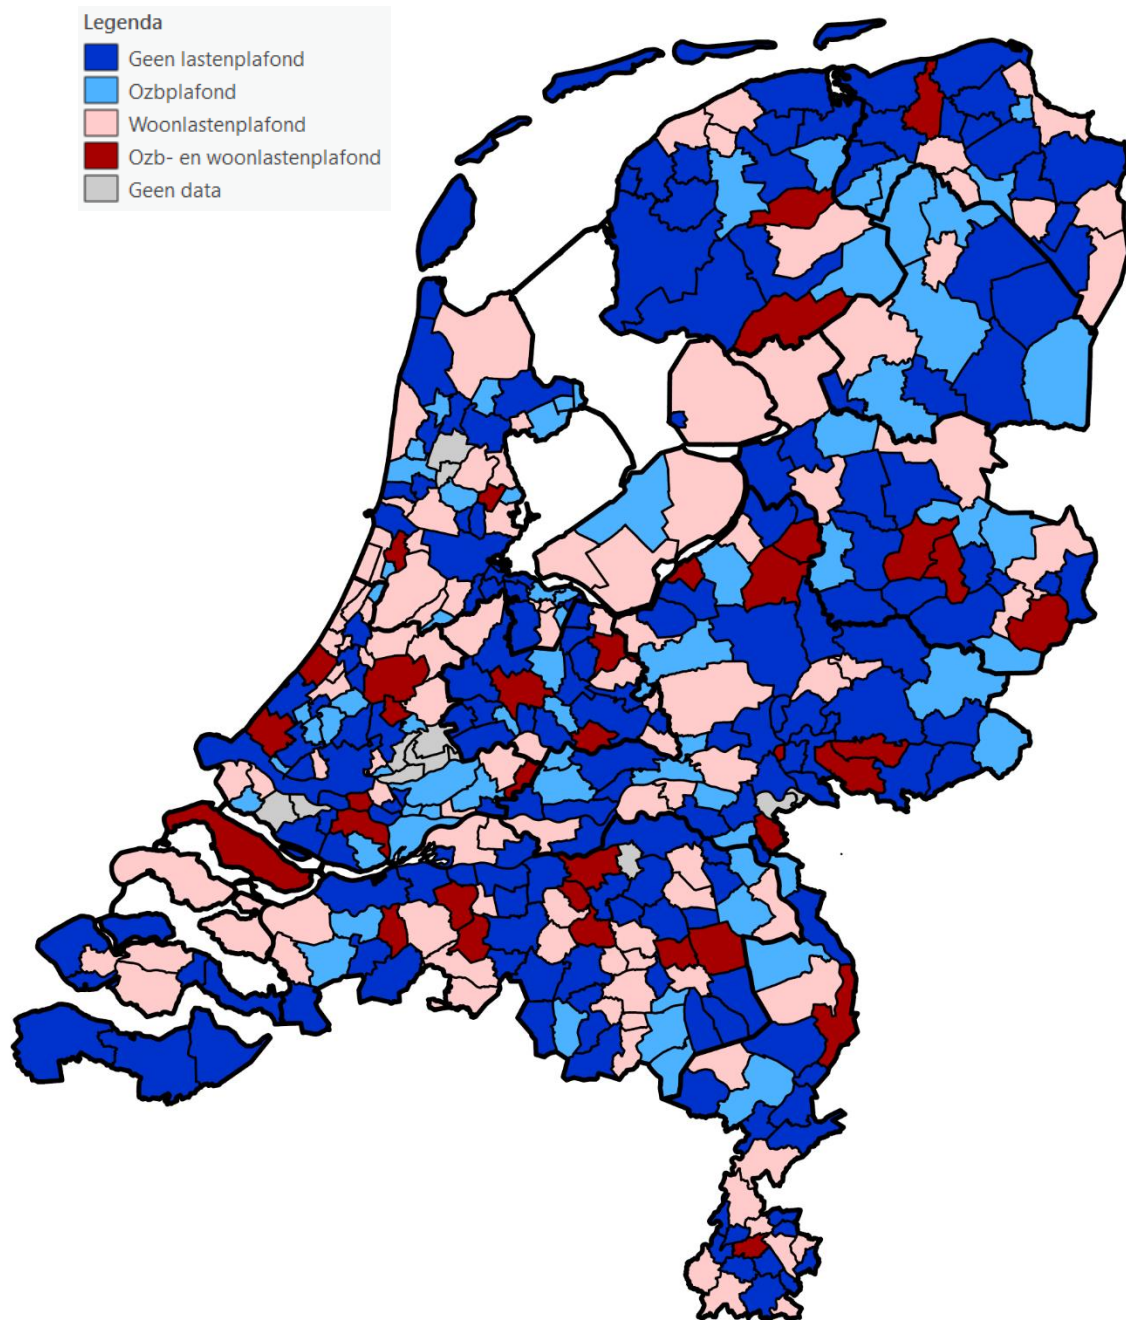 Legenda
Geen lastenplafond
Ozbplafond
Woonlastenplafond
Ozb- en woonlastenplafond
Geen data